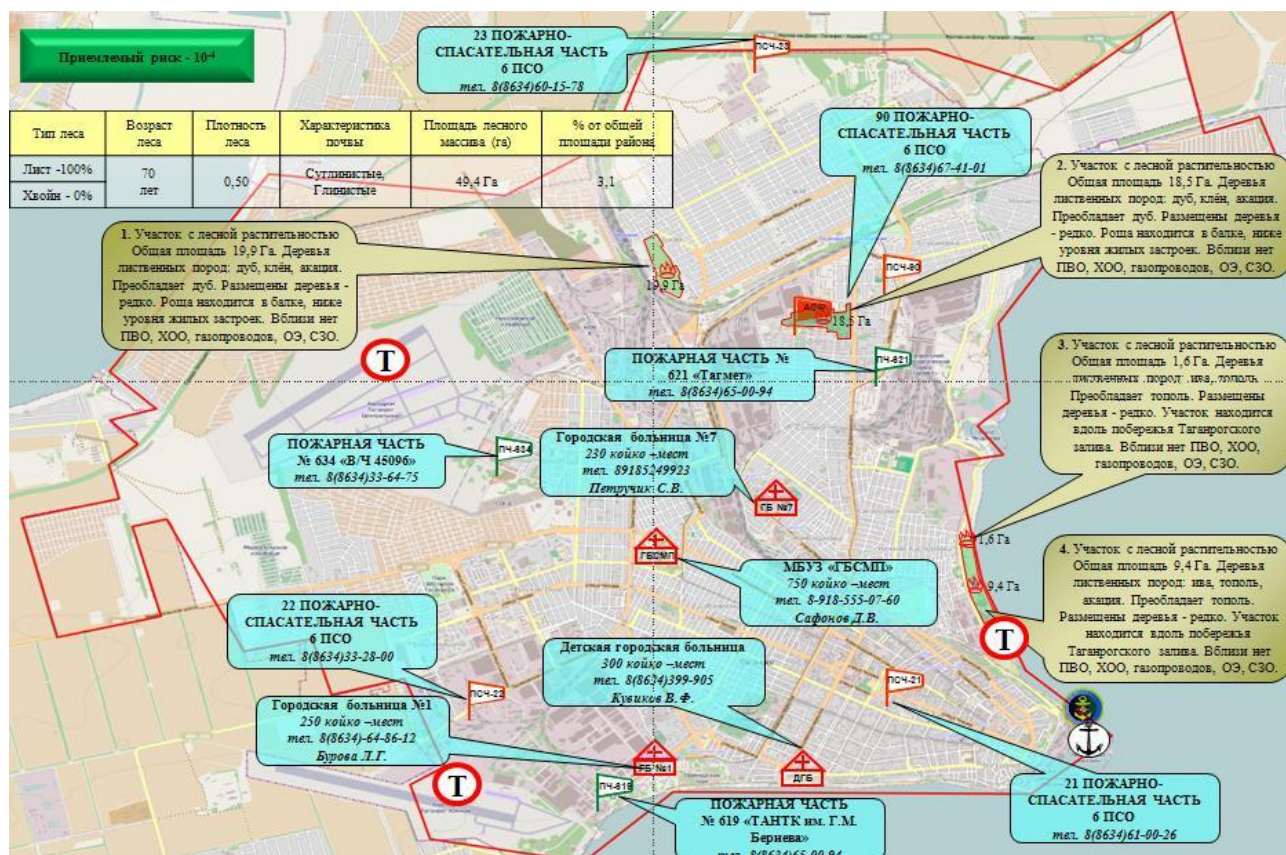 Приемлемый риск - 10⁻⁴
23 ПОЖАРНО-
СПАСАТЕЛЬНАЯ ЧАСТЬ
6 ПСО
тел. 8(8634)60-15-78
ПСЧ-23
Тип леса
Возраст
леса
Плотность
леса
Характеристика
почвы
Площадь лесного
массива (га)
% от общей
площади района
Лист -100%
Хвойн - 0%
70
лет
0,50
Суглинистые,
Глинистые
49,4 Га
3,1
90 ПОЖАРНО-
СПАСАТЕЛЬНАЯ ЧАСТЬ
6 ПСО
тел. 8(8634)67-41-01
2. Участок с лесной растительностью
Общая площадь 18,5 Га. Деревья
лиственных пород: дуб, клён, акация.
Преобладает дуб. Размещены деревья
- редко. Роща находится в балке, ниже
уровня жилых застроек. Вблизи нет
ПВО, ХОО, газопроводов, ОЭ, СЗО.
1. Участок с лесной растительностью
Общая площадь 19,9 Га. Деревья
лиственных пород: дуб, клён, акация.
Преобладает дуб. Размещены деревья -
редко. Роща находится в балке, ниже
уровня жилых застроек. Вблизи нет
ПВО, ХОО, газопроводов, ОЭ, СЗО.
19,9 Га
ПСЧ-90
18,5 Га
Т
ПОЖАРНАЯ ЧАСТЬ №
621 «Тагмет»
тел. 8(8634)65-00-94
ПЧ-621
3. Участок с лесной растительностью
Общая площадь 1,6 Га. Деревья
лиственных пород: ива, тополь.
Преобладает тополь. Размещены
деревья - редко. Участок находится
вдоль побережья Таганрогского
залива. Вблизи нет ПВО, ХОО,
газопроводов, ОЭ, СЗО.
ПОЖАРНАЯ ЧАСТЬ
№ 634 «В/Ч 45096»
тел. 8(8634)33-64-75
ПЧ-634
Городская больница №7
230 койко –мест
тел. 89185249923
Петручик С.В.
ГБ №7
ГБСМП
МБУЗ «ГБСМП»
750 койко –мест
тел. 8-918-555-07-60
Сафонов Д.В.
1,6 Га
9,4 Га
4. Участок с лесной растительностью
Общая площадь 9,4 Га. Деревья
лиственных пород: ива, тополь,
акация. Преобладает тополь.
Размещены деревья - редко. Участок
находится вдоль побережья
Таганрогского залива. Вблизи нет
ПВО, ХОО, газопроводов, ОЭ, СЗО.
Т
22 ПОЖАРНО-
СПАСАТЕЛЬНАЯ ЧАСТЬ
6 ПСО
тел. 8(8634)33-28-00
ПСЧ-22
Детская городская больница
300 койко –мест
тел. 8(8634)399-905
Кувиков В.Ф.
ПСЧ-21
Городская больница №1
250 койко –мест
тел. 8(8634)-64-86-12
Бурова Л.Г.
ГБ №1
ДГБ
Т
ПЧ-619
ПОЖАРНАЯ ЧАСТЬ
№ 619 «ТАНТК им. Г.М.
Бериева»
тел. 8(8634)65-00-94
21 ПОЖАРНО-
СПАСАТЕЛЬНАЯ ЧАСТЬ
6 ПСО
тел. 8(8634)61-00-26